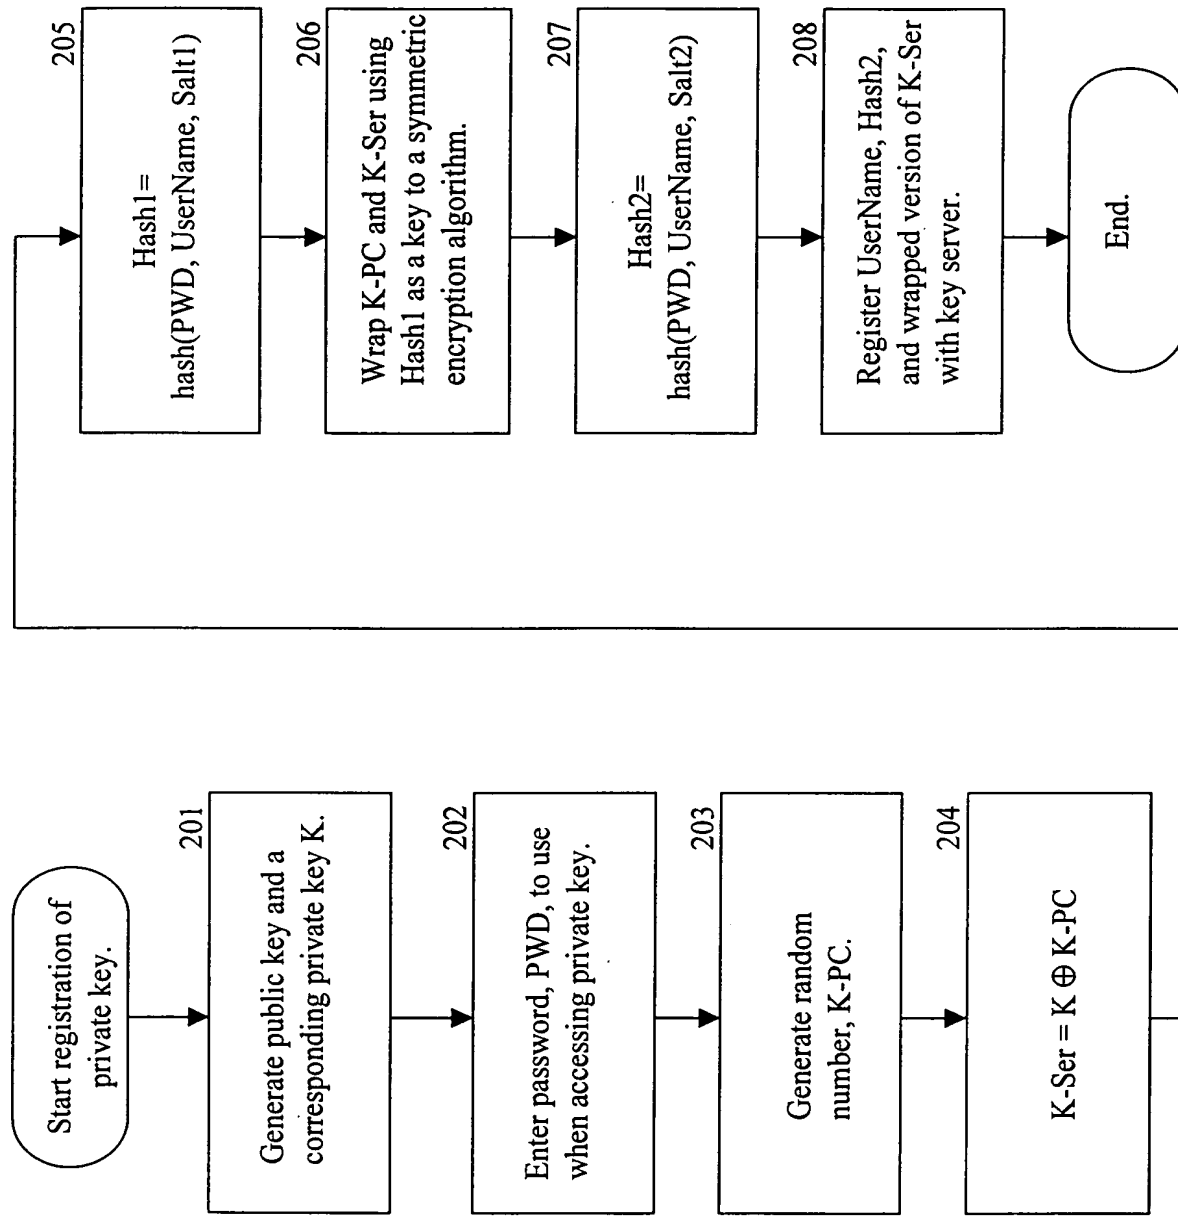 Start registration of
private key.
201
Generate public key and a
corresponding private key K.
202
Enter password, PWD, to use
when accessing private key.
203
Generate random
number, K-PC.
204
K-Ser = K ⊕ K-PC
205
Hash1=
hash(PWD, UserName, Salt1)
206
Wrap K-PC and K-Ser using
Hash1 as a key to a symmetric
encryption algorithm.
207
Hash2=
hash(PWD, UserName, Salt2)
208
Register UserName, Hash2,
and wrapped version of K-Ser
with key server.
End.